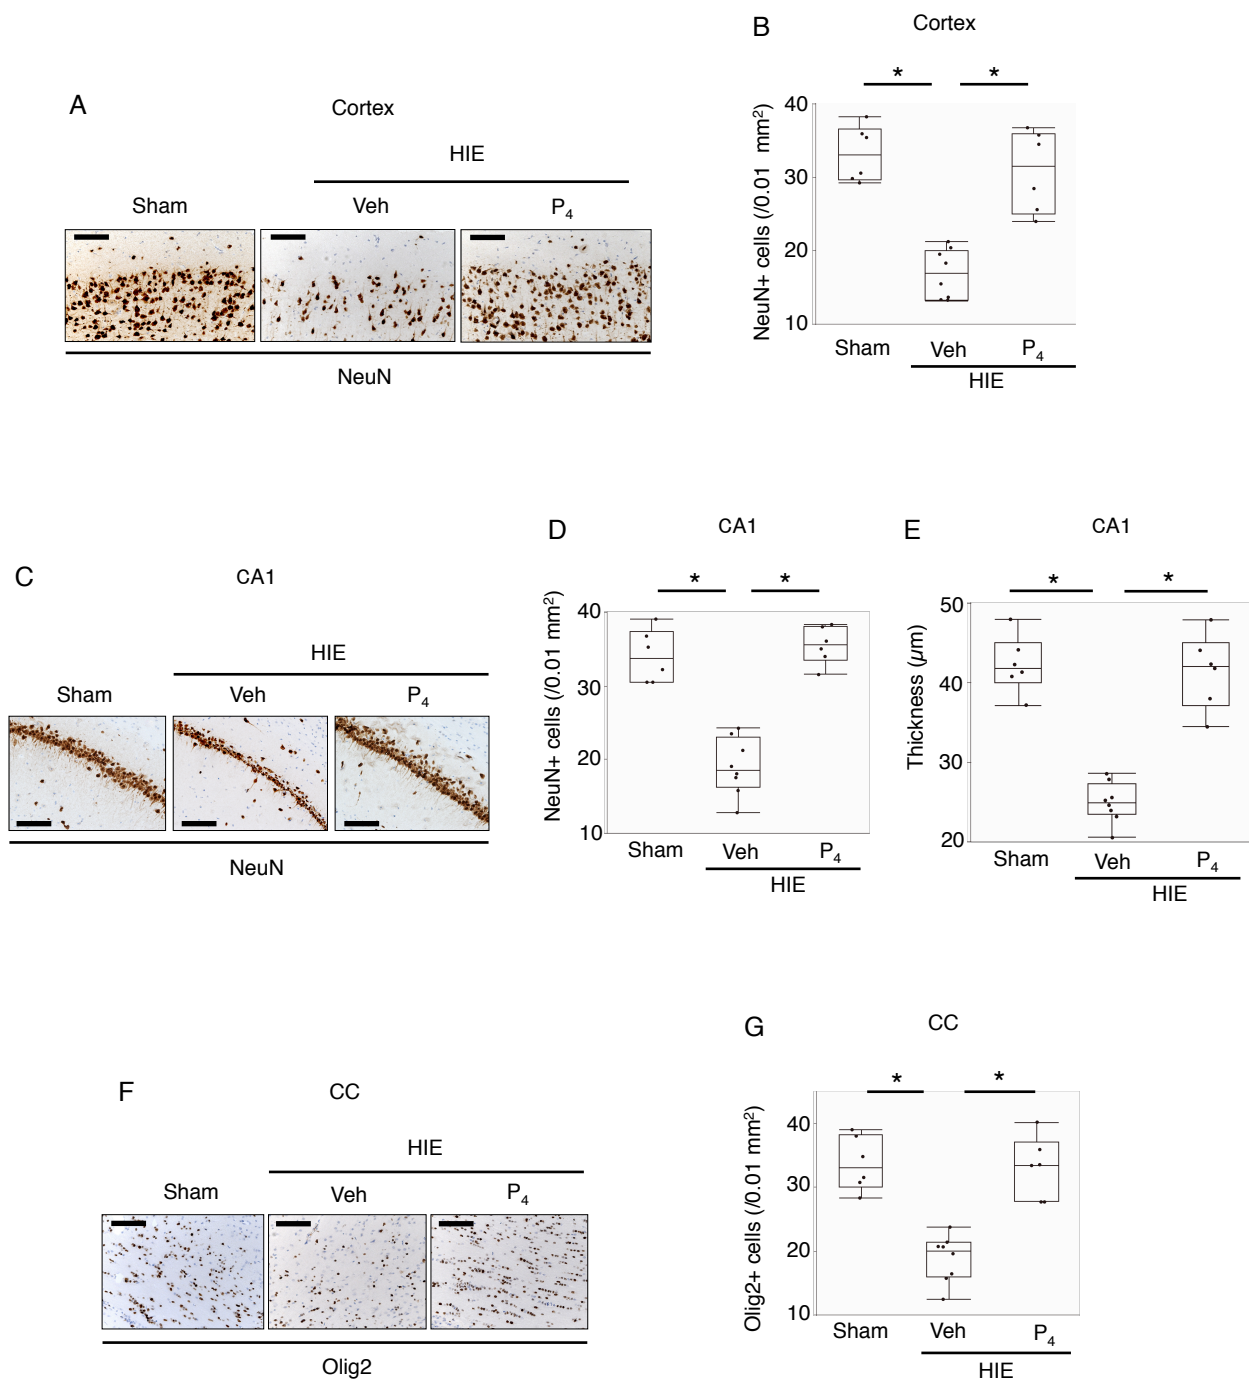 A
Cortex
HIE
Sham
Veh
P4
NeuN
B
Cortex
*
*
NeuN+ cells (/0.01 mm2)
40
30
20
10
Sham
Veh
P4
HIE
C
CA1
HIE
Sham
Veh
P4
NeuN
D
CA1
*
*
NeuN+ cells (/0.01 mm2)
40
30
20
10
Sham
Veh
P4
HIE
E
CA1
*
*
Thickness (µm)
50
40
30
20
Sham
Veh
P4
HIE
F
CC
HIE
Sham
Veh
P4
Olig2
G
CC
*
*
Olig2+ cells (/0.01 mm2)
40
30
20
10
Sham
Veh
P4
HIE